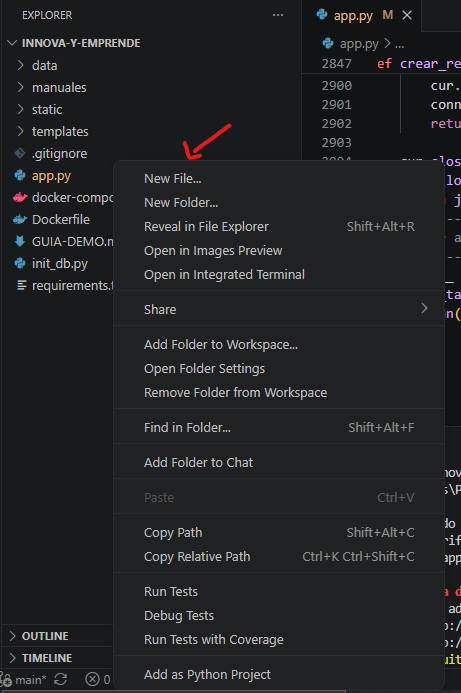 EXPLORER
INNOVA-Y-EMPRENDE
data
manuales
static
templates
.gitignore
app.py
docker-compo
Dockerfile
GUIA-DEMO.m
init_db.py
requirements.t
OUTLINE
TIMELINE
main*
0
app.py M
app.py > ...
2847 ef crear_re
2900 cur.
2901 conn
2902 retu
2903
New File...
New Folder...
Reveal in File Explorer Shift+Alt+R
Open in Images Preview
Open in Integrated Terminal
Share
Add Folder to Workspace...
Open Folder Settings
Remove Folder from Workspace
Find in Folder... Shift+Alt+F
Add Folder to Chat
Paste Ctrl+V
Copy Path Shift+Alt+C
Copy Relative Path Ctrl+K Ctrl+Shift+C
Run Tests
Debug Tests
Run Tests with Coverage
Add as Python Project